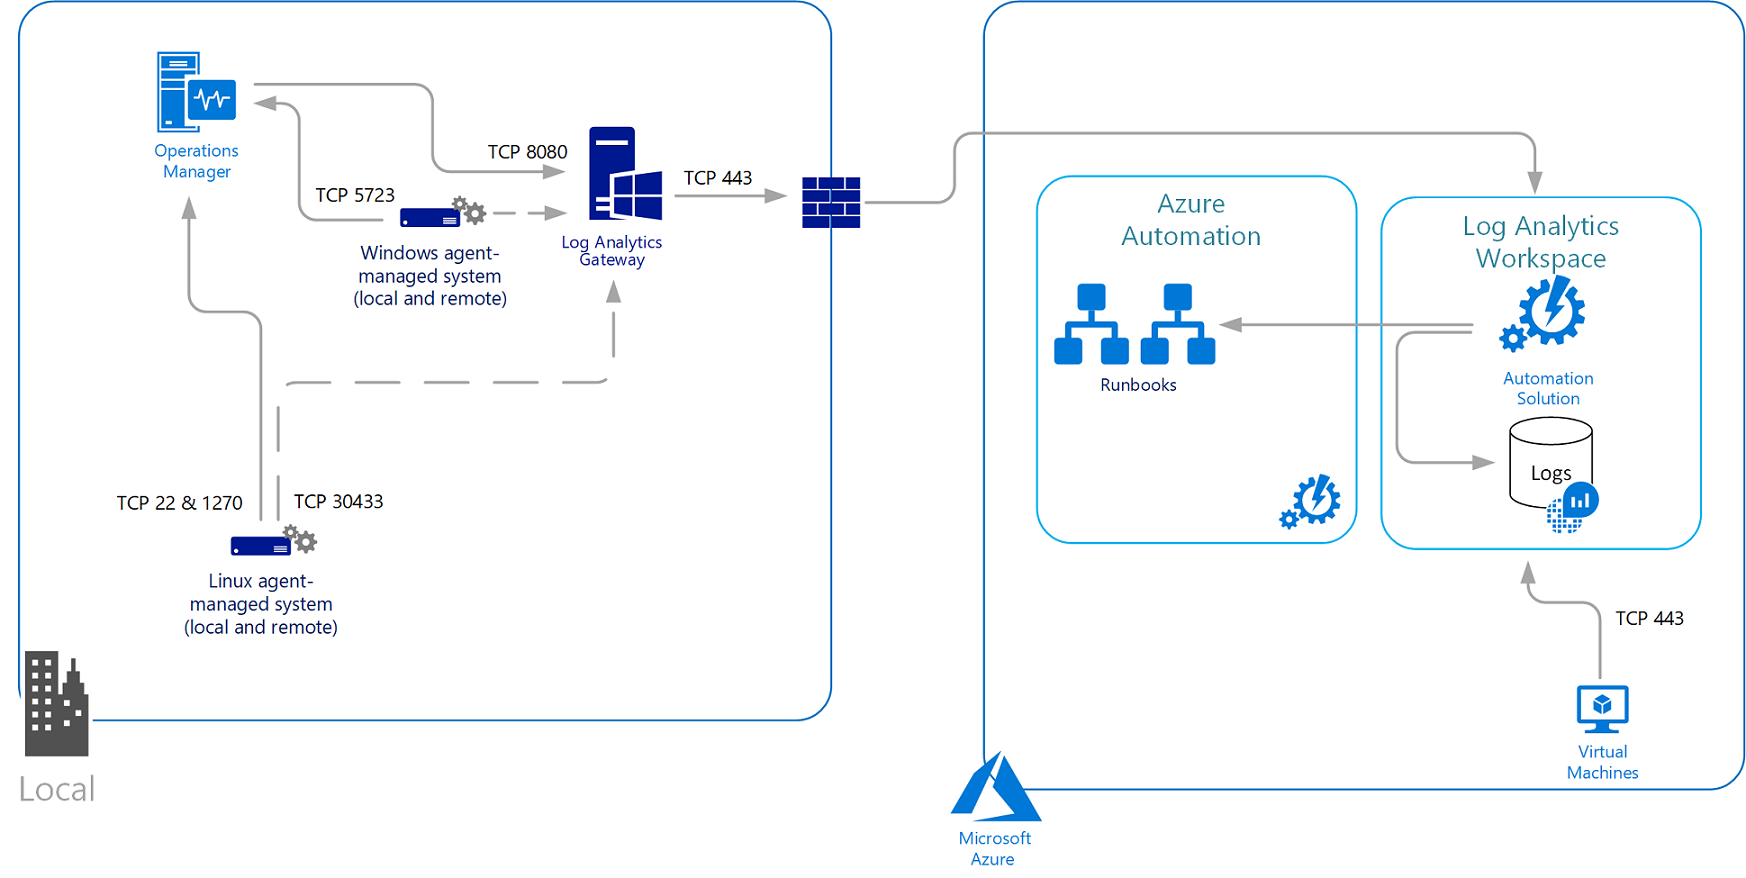 Operations
Manager
TCP 8080
TCP 5723
Windows agent-
managed system
(local and remote)
Log Analytics
Gateway
TCP 443
TCP 22 & 1270
TCP 30433
Linux agent-
managed system
(local and remote)
Local
Azure
Automation
Runbooks
Log Analytics
Workspace
Automation
Solution
Logs
TCP 443
Virtual
Machines
Microsoft
Azure